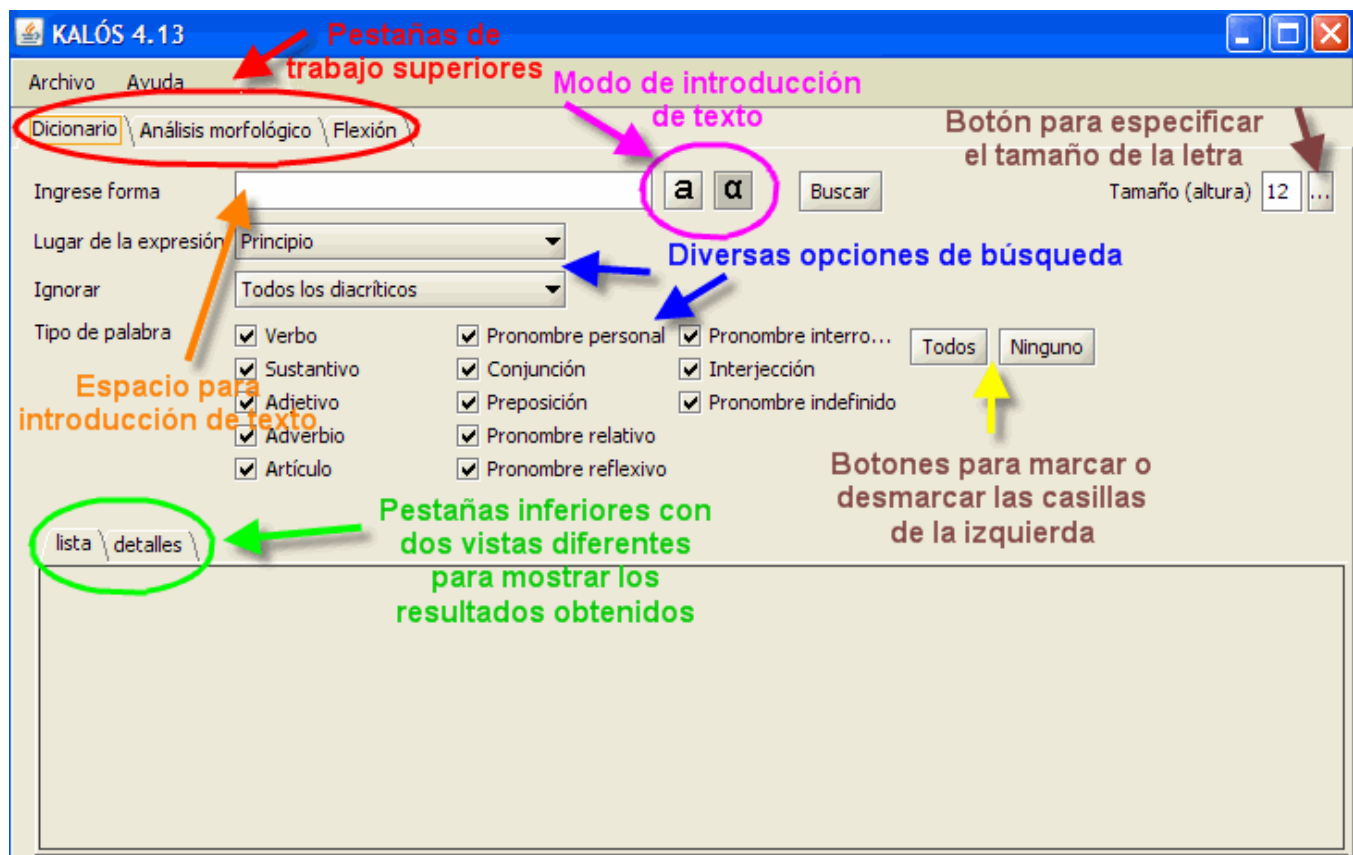 KALÓS 4.13
Pestañas de
trabajo superiores
Archivo Ayuda
Modo de introducción
de texto
Dicionario Análisis morfológico Flexión
Botón para especificar
el tamaño de la letra
Ingrese forma a α Buscar Tamaño (altura) 12 ...
Lugar de la expresión Principio
Diversas opciones de búsqueda
Ignorar Todos los diacríticos
Tipo de palabra Verbo Pronombre personal Pronombre interro... Todos Ninguno
Sustantivo Conjunción Interjección
Espacio para
introducción de texto
Adjetivo Preposición Pronombre indefinido
Adverbio Pronombre relativo
Artículo Pronombre reflexivo
Botones para marcar o
desmarcar las casillas
de la izquierda
Pestañas inferiores con
dos vistas diferentes
para mostrar los
resultados obtenidos
lista detalles